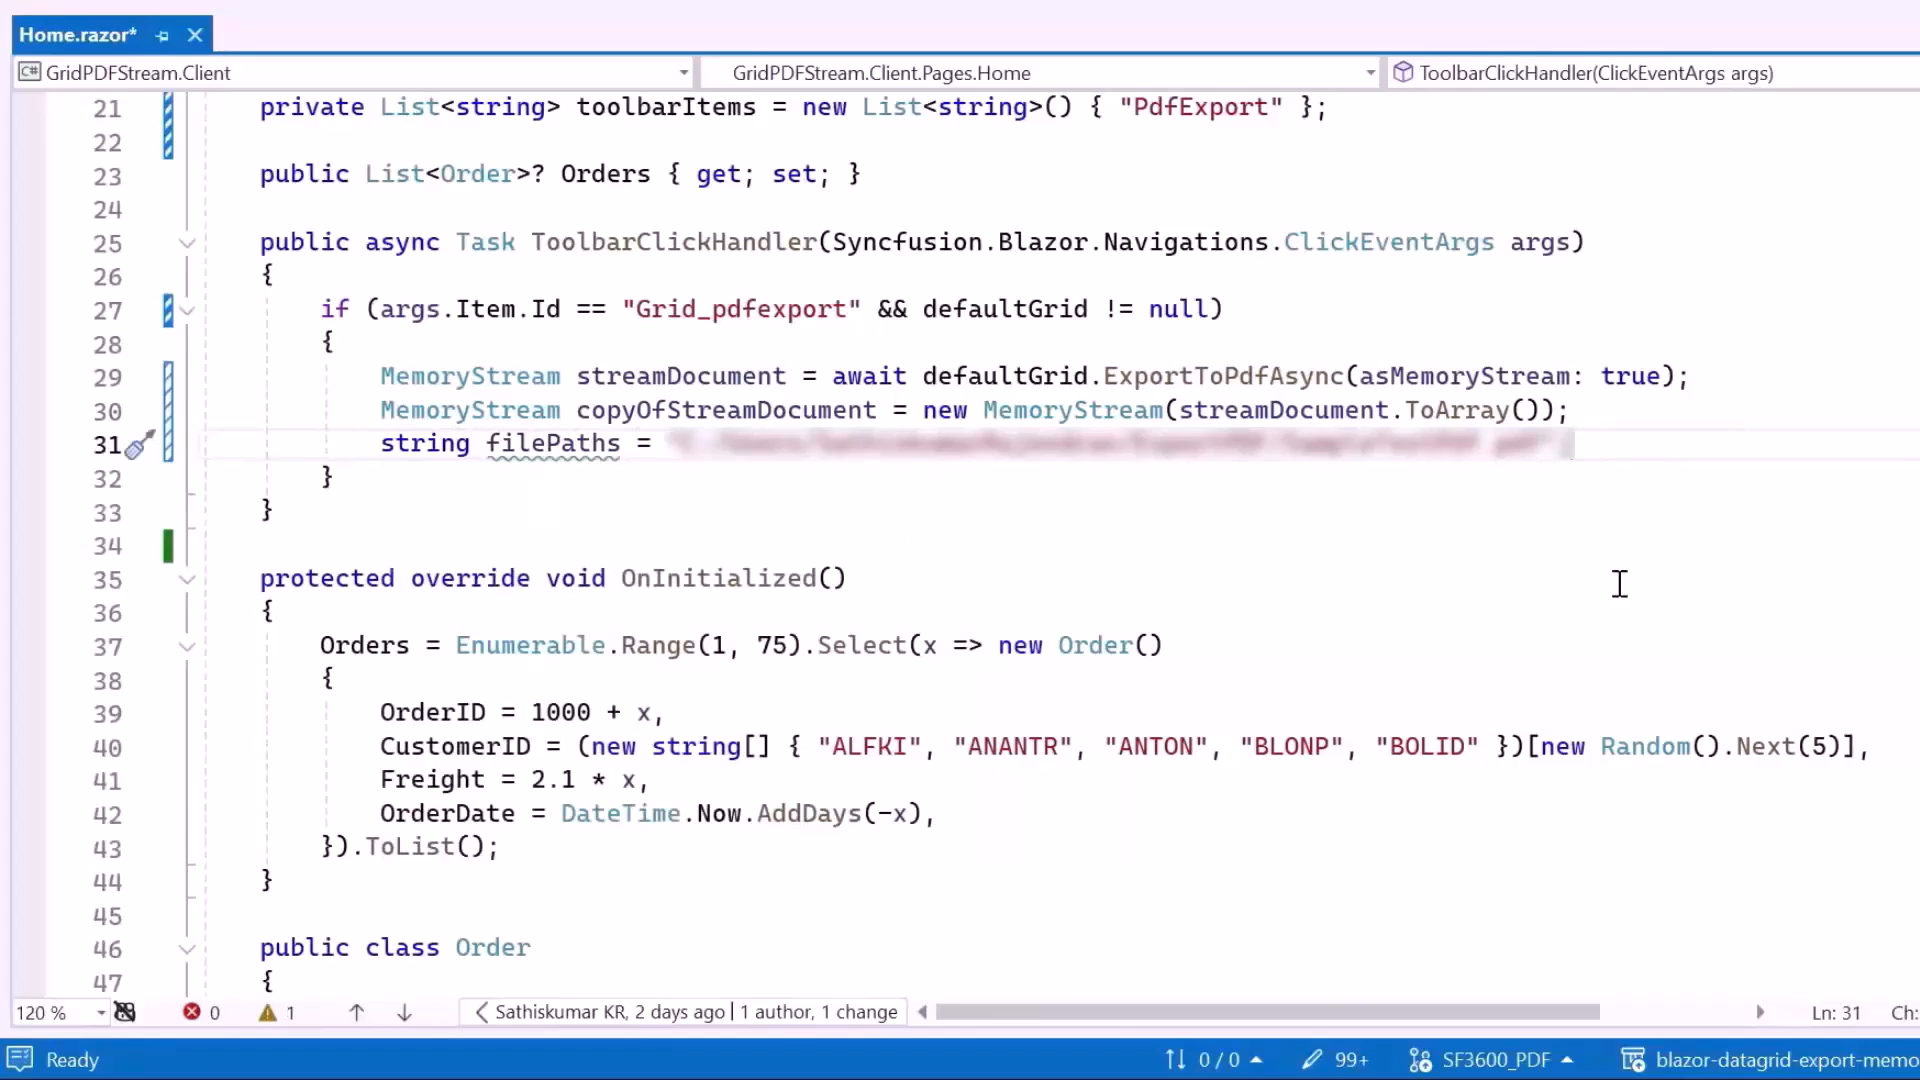 Home.razor*
GridPDFStream.Client
GridPDFStream.Client.Pages.Home
ToolbarClickHandler(ClickEventArgs args)
21 private List<string> toolbarItems = new List<string>() { "PdfExport" };
22
23 public List<Order>? Orders { get; set; }
24
25 public async Task ToolbarClickHandler(Syncfusion.Blazor.Navigations.ClickEventArgs args)
26 {
27 if (args.Item.Id == "Grid_pdfexport" && defaultGrid != null)
28 {
29 MemoryStream streamDocument = await defaultGrid.ExportToPdfAsync(asMemoryStream: true);
30 MemoryStream copyOfStreamDocument = new MemoryStream(streamDocument.ToArray());
31 string filePaths =
32 }
33 }
34
35 protected override void OnInitialized()
36 {
37 Orders = Enumerable.Range(1, 75).Select(x => new Order()
38 {
39 OrderID = 1000 + x,
40 CustomerID = (new string[] { "ALFKI", "ANANTR", "ANTON", "BLONP", "BOLID" })[new Random().Next(5)],
41 Freight = 2.1 * x,
42 OrderDate = DateTime.Now.AddDays(-x),
43 }).ToList();
44 }
45
46 public class Order
47 {
120 % 0 1 Sathiskumar KR, 2 days ago | 1 author, 1 change Ln: 31 Ch:
Ready 0 / 0 99+ SF3600_PDF blazor-datagrid-export-memo